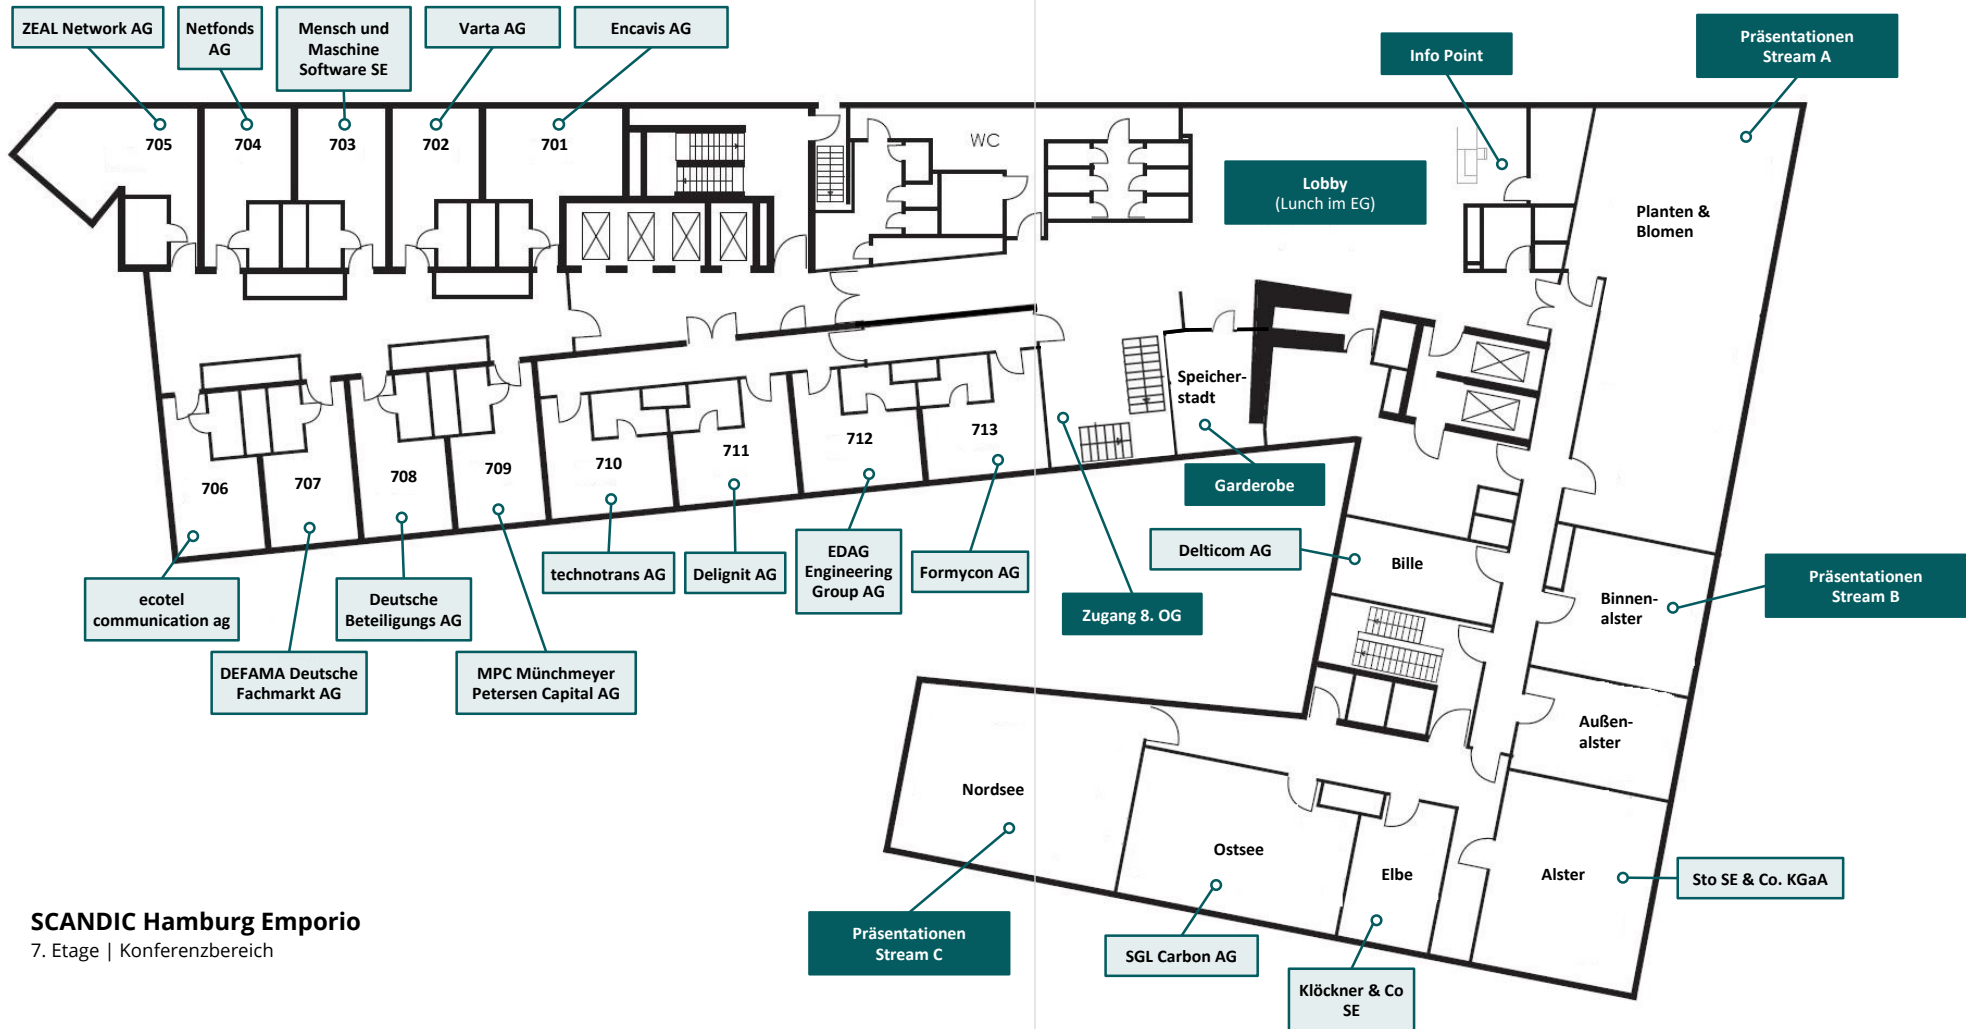 ZEAL Network AG
Netfonds
AG
Mensch und
Maschine
Software SE
Varta AG
Encavis AG
Info Point
Präsentationen
Stream A
705
704
703
702
701
WC
Lobby
(Lunch im EG)
Planten &
Blomen
Speicher-
stadt
706
707
708
709
710
711
712
713
Garderobe
ecotel
communication ag
DEFAMA Deutsche
Fachmarkt AG
Deutsche
Beteiligungs AG
MPC Münchmeyer
Petersen Capital AG
technotrans AG
Delignit AG
EDAG
Engineering
Group AG
Formycon AG
Zugang 8. OG
Delticom AG
Bille
Binnen-
alster
Präsentationen
Stream B
Außen-
alster
Nordsee
Ostsee
Elbe
Alster
Sto SE & Co. KGaA
Präsentationen
Stream C
SGL Carbon AG
Klöckner & Co
SE
SCANDIC Hamburg Emporio
7. Etage | Konferenzbereich